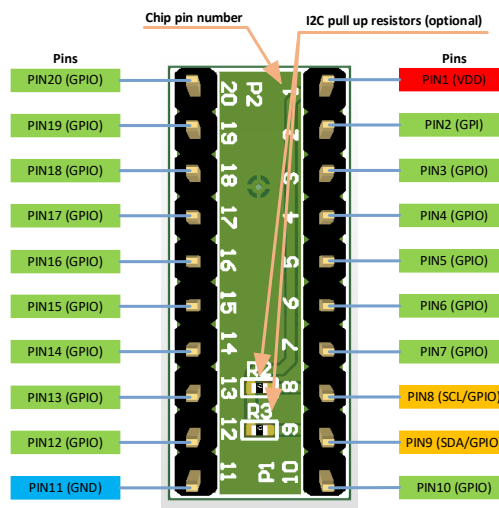 Chip pin number
I2C pull up resistors (optional)
Pins
Pins
PIN20 (GPIO)
PIN19 (GPIO)
PIN18 (GPIO)
PIN17 (GPIO)
PIN16 (GPIO)
PIN15 (GPIO)
PIN14 (GPIO)
PIN13 (GPIO)
PIN12 (GPIO)
PIN11 (GND)
20
19
18
17
16
15
14
13
12
11
P2
R2
R3
P1
1
2
3
4
5
6
7
8
9
10
PIN1 (VDD)
PIN2 (GPI)
PIN3 (GPIO)
PIN4 (GPIO)
PIN5 (GPIO)
PIN6 (GPIO)
PIN7 (GPIO)
PIN8 (SCL/GPIO)
PIN9 (SDA/GPIO
PIN10 (GPIO)